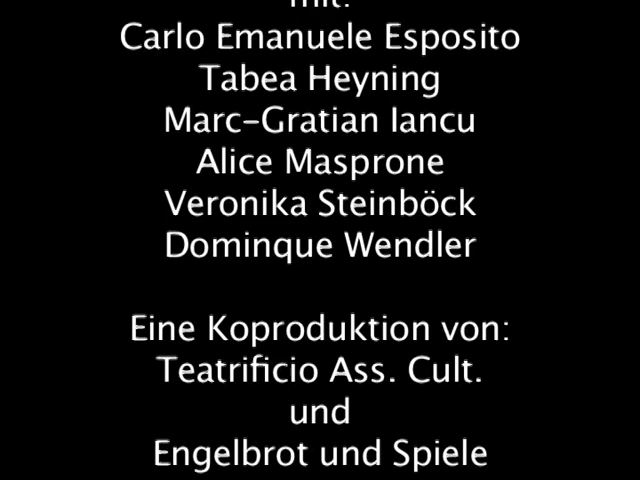 mit:
Carlo Emanuele Esposito
Tabea Heyning
Marc-Gratian Iancu
Alice Masprone
Veronika Steinböck
Dominque Wendler
Eine Koproduktion von:
Teatrificio Ass. Cult.
und
Engelbrot und Spiele